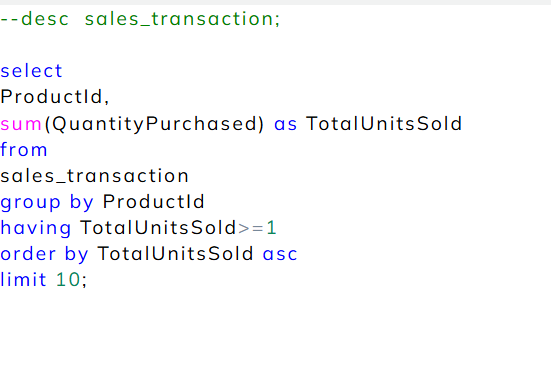 --desc  sales_transaction;
select
ProductId,
sum(QuantityPurchased) as TotalUnitsSold
from
sales_transaction
group by ProductId
having TotalUnitsSold>=1
order by TotalUnitsSold asc
limit 10;